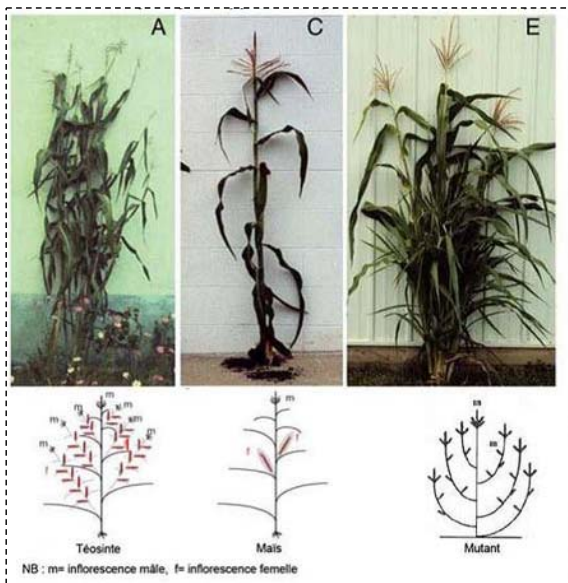 A C E
m
m m
m m
m m
f
m
f f
m
m
Téosinte Maïs Mutant
NB : m= inflorescence mâle, f= inflorescence femelle